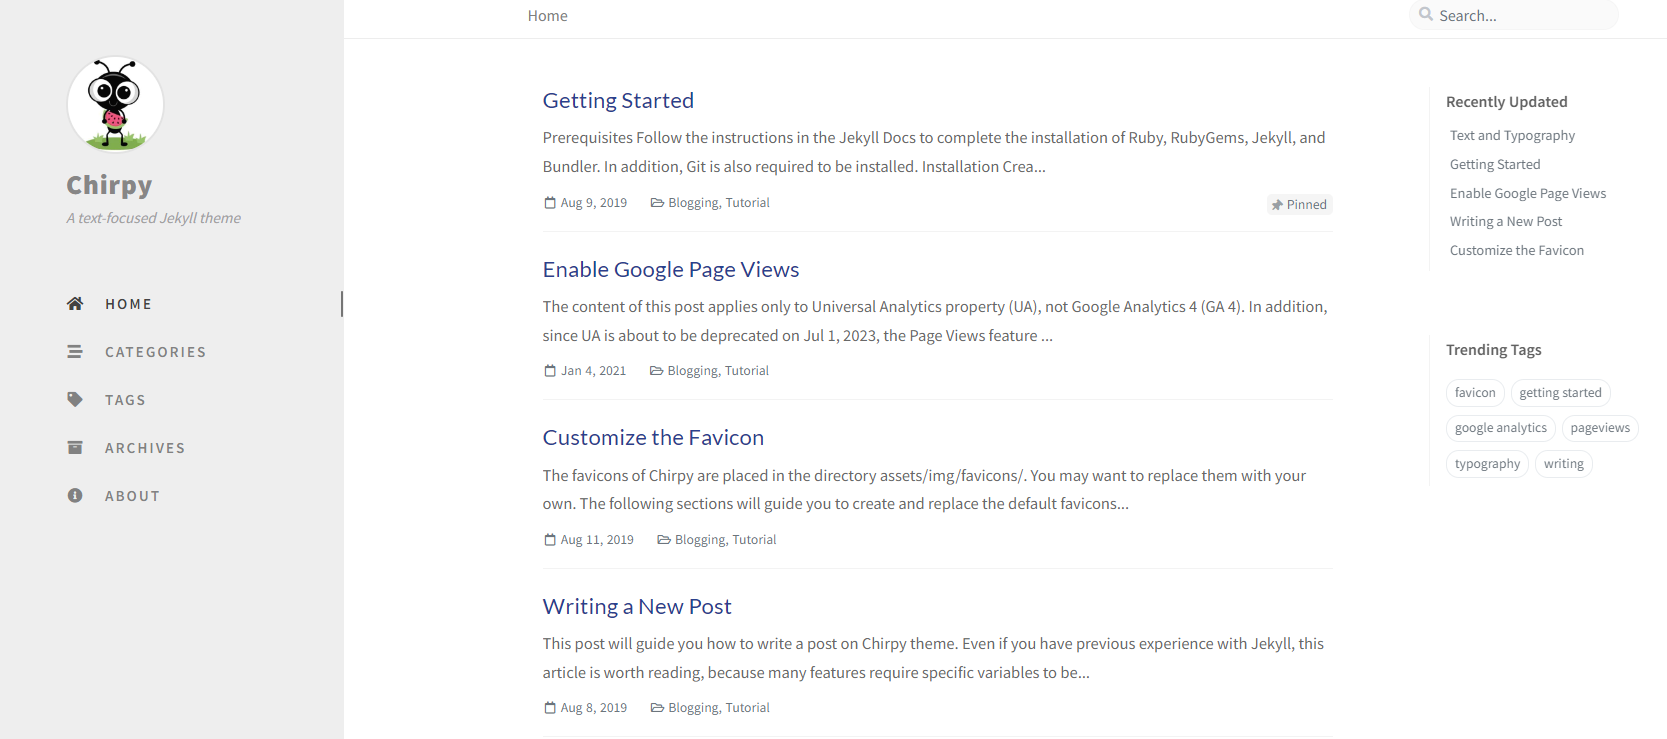 Chirpy
A text-focused Jekyll theme
HOME
CATEGORIES
TAGS
ARCHIVES
ABOUT
Home
Search...
Getting Started
Prerequisites Follow the instructions in the Jekyll Docs to complete the installation of Ruby, RubyGems, Jekyll, and
Bundler. In addition, Git is also required to be installed. Installation Crea...
Aug 9, 2019 Blogging, Tutorial Pinned
Enable Google Page Views
The content of this post applies only to Universal Analytics property (UA), not Google Analytics 4 (GA 4). In addition,
since UA is about to be deprecated on Jul 1, 2023, the Page Views feature ...
Jan 4, 2021 Blogging, Tutorial
Customize the Favicon
The favicons of Chirpy are placed in the directory assets/img/favicons/. You may want to replace them with your
own. The following sections will guide you to create and replace the default favicons...
Aug 11, 2019 Blogging, Tutorial
Writing a New Post
This post will guide you how to write a post on Chirpy theme. Even if you have previous experience with Jekyll, this
article is worth reading, because many features require specific variables to be...
Aug 8, 2019 Blogging, Tutorial
Recently Updated
Text and Typography
Getting Started
Enable Google Page Views
Writing a New Post
Customize the Favicon
Trending Tags
favicon getting started
google analytics pageviews
typography writing